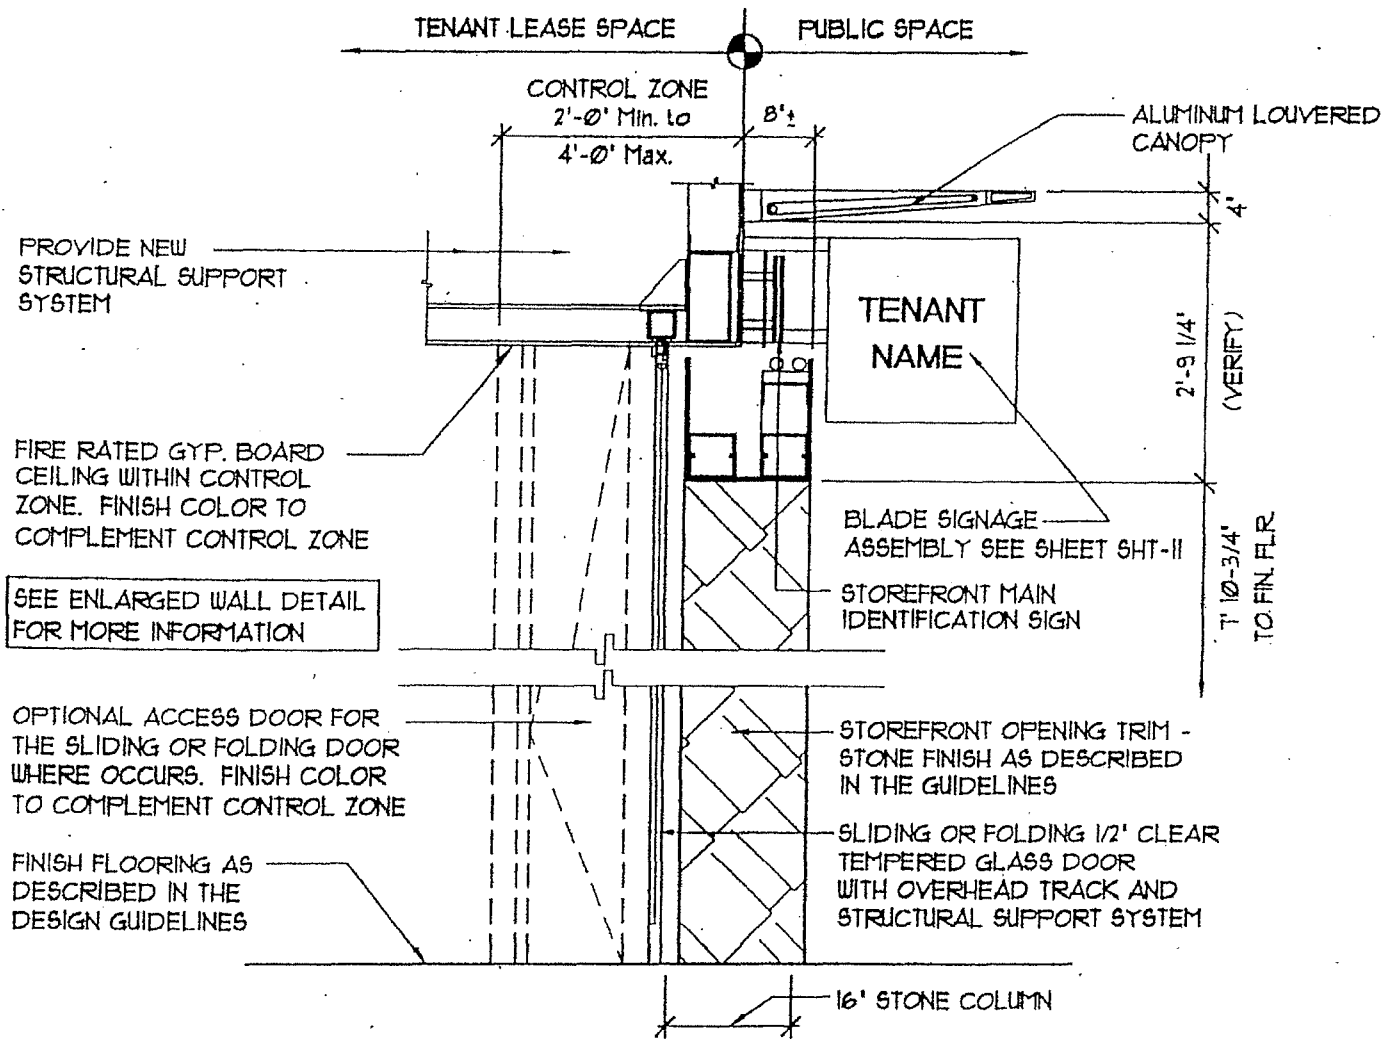 TENANT LEASE SPACE
PUBLIC SPACE
CONTROL ZONE
2'-0' Min. to
4'-0' Max.
8'±
ALUMINUM LOUVERED
CANOPY
4'
PROVIDE NEW
STRUCTURAL SUPPORT
SYSTEM
TENANT
NAME
2'-9 1/4'
(VERIFY)
FIRE RATED GYP. BOARD
CEILING WITHIN CONTROL
ZONE. FINISH COLOR TO
COMPLEMENT CONTROL ZONE
BLADE SIGNAGE
ASSEMBLY SEE SHEET SHT-11
7' 10-3/4'
TO FIN. FLR.
SEE ENLARGED WALL DETAIL
FOR MORE INFORMATION
STOREFRONT MAIN
IDENTIFICATION SIGN
OPTIONAL ACCESS DOOR FOR
THE SLIDING OR FOLDING DOOR
WHERE OCCURS. FINISH COLOR
TO COMPLEMENT CONTROL ZONE
STOREFRONT OPENING TRIM -
STONE FINISH AS DESCRIBED
IN THE GUIDELINES
FINISH FLOORING AS
DESCRIBED IN THE
DESIGN GUIDELINES
SLIDING OR FOLDING 1/2' CLEAR
TEMPERED GLASS DOOR
WITH OVERHEAD TRACK AND
STRUCTURAL SUPPORT SYSTEM
16' STONE COLUMN